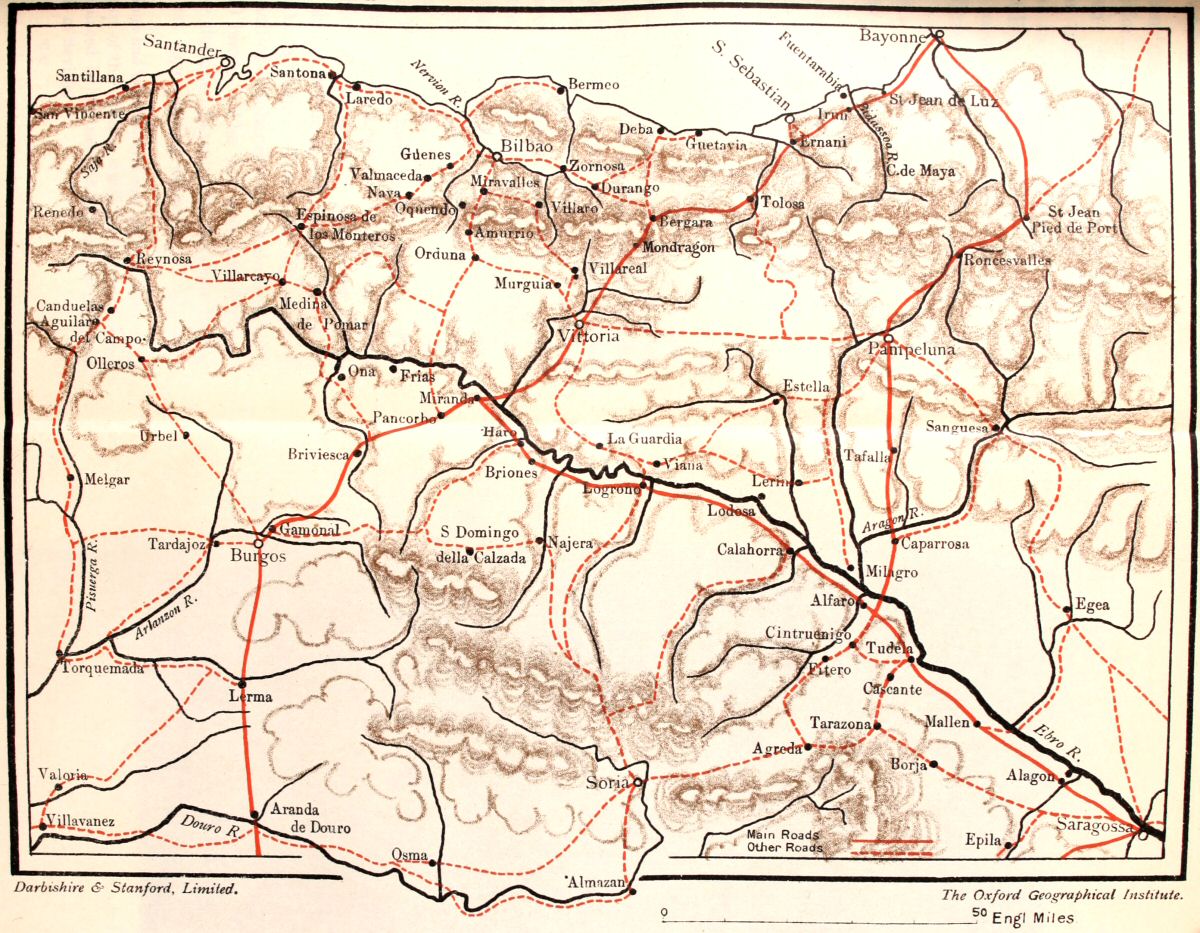 Bayonne
Santander
Fuentarabia
S. Sebastian
Nervion R.
Santillana
Santona
Laredo
Bermeo
St Jean de Luz
San Vincente
Irun
Bidassoa R.
Deba
Guetavia
Ernani
Saja R.
Bilbao
Guenes
Zornosa
C.de Maya
Valmaceda
Miravalles
Durango
Nava
Renedo
Oquendo
Villaro
Tolosa
Espinosa de
los Monteros
Bergara
St Jean
Pied de Port
Amurrio
Mondragon
Reynosa
Orduna
Roncesvalles
Villarcayo
Villareal
Murguia
Canduelas
Medina
de Pomar
Aguilar
del Campo
Vittoria
Pampeluna
Olleros
Ona
Frias
Miranda
Estella
Pancorbo
Urbel
Haro
La Guardia
Sanguesa
Briviesca
Briones
Viana
Tafalla
Melgar
Logroño
Lerin
Lodosa
Aragon R.
Gamonal
S Domingo
della Calzada
Tardajoz
Burgos
Najera
Calahorra
Caparrosa
Pisuerga R.
Milagro
Arlanzon R.
Alfaro
Egea
Cintruenigo
Tudela
Torquemada
Fitero
Lerma
Cascante
Tarazona
Mallen
Agreda
Ebro R.
Valoria
Soria
Borja
Alagon
Villavanez
Douro R
Aranda
de Douro
Saragossa
Main Roads
Other Roads
Epila
Osma
Almazan
Darbishire & Stanford, Limited.
The Oxford Geographical Institute.
0 50 Engl Miles